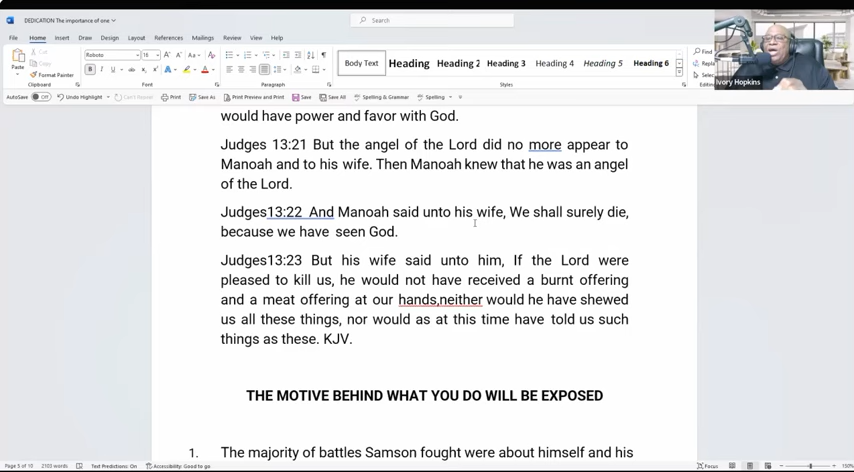 DEDICATION The importance of one
Search
File Home Insert Draw Design Layout References Mailings Review View Help
Paste
Cut
Copy
Format Painter
Roboto 16
Body Text Heading Heading 2 Heading 3 Heading 4 Heading 5 Heading 6
Find
Clipboard Font Paragraph Styles
Ivory Hopkins
AutoSave Off Undo Highlight Can't Repeat Print Save As Print Preview and Print Save Save All Spelling & Grammar Spelling
would have power and favor with God.
Judges 13:21 But the angel of the Lord did no more appear to
Manoah and to his wife. Then Manoah knew that he was an angel
of the Lord.
Judges13:22 And Manoah said unto his wife, We shall surely die,
because we have seen God.
Judges13:23 But his wife said unto him, If the Lord were
pleased to kill us, he would not have received a burnt offering
and a meat offering at our hands,neither would he have shewed
us all these things, nor would as at this time have told us such
things as these. KJV.
THE MOTIVE BEHIND WHAT YOU DO WILL BE EXPOSED
1. The majority of battles Samson fought were about himself and his
Page 5 of 10 2103 words Text Predictions: On Accessibility: Good to go Focus 150%